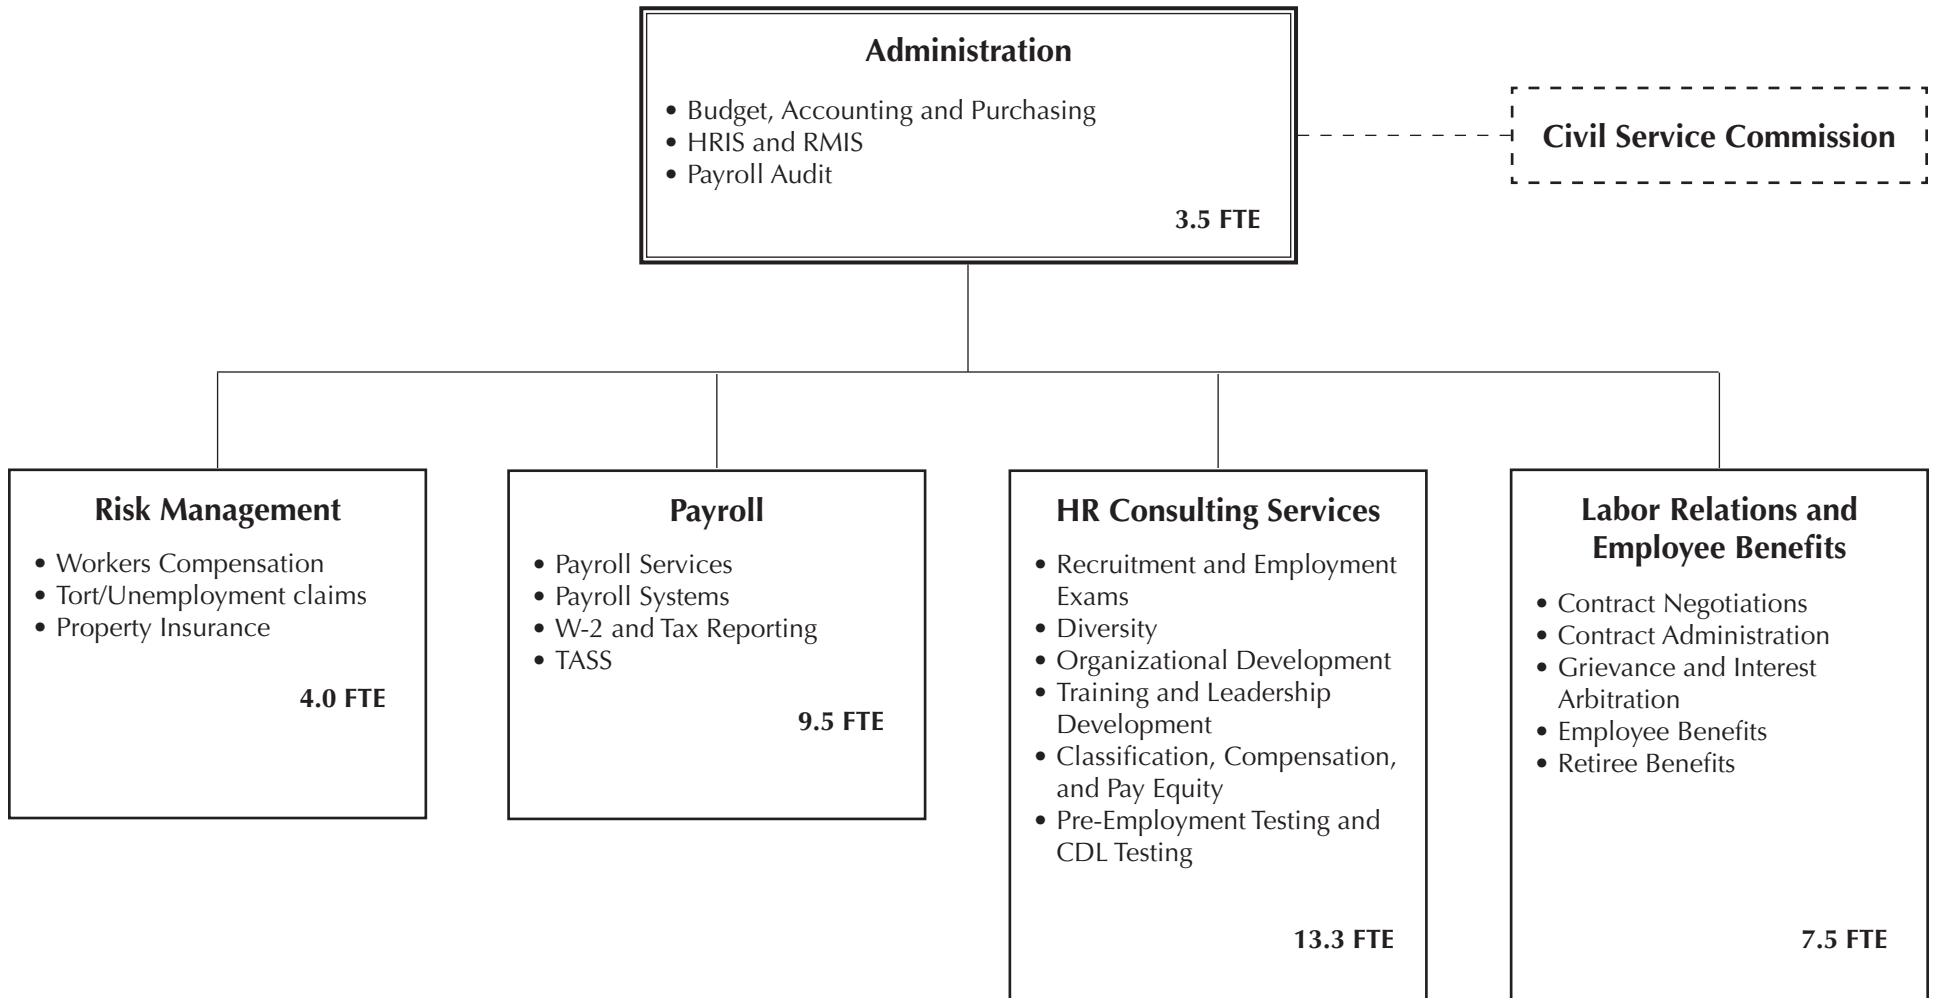 Administration
• Budget, Accounting and Purchasing
• HRIS and RMIS
• Payroll Audit
3.5 FTE
Civil Service Commission
Risk Management
• Workers Compensation
• Tort/Unemployment claims
• Property Insurance
4.0 FTE
Payroll
• Payroll Services
• Payroll Systems
• W-2 and Tax Reporting
• TASS
9.5 FTE
HR Consulting Services
• Recruitment and Employment
Exams
• Diversity
• Organizational Development
• Training and Leadership
Development
• Classification, Compensation,
and Pay Equity
• Pre-Employment Testing and
CDL Testing
13.3 FTE
Labor Relations and
Employee Benefits
• Contract Negotiations
• Contract Administration
• Grievance and Interest
Arbitration
• Employee Benefits
• Retiree Benefits
7.5 FTE